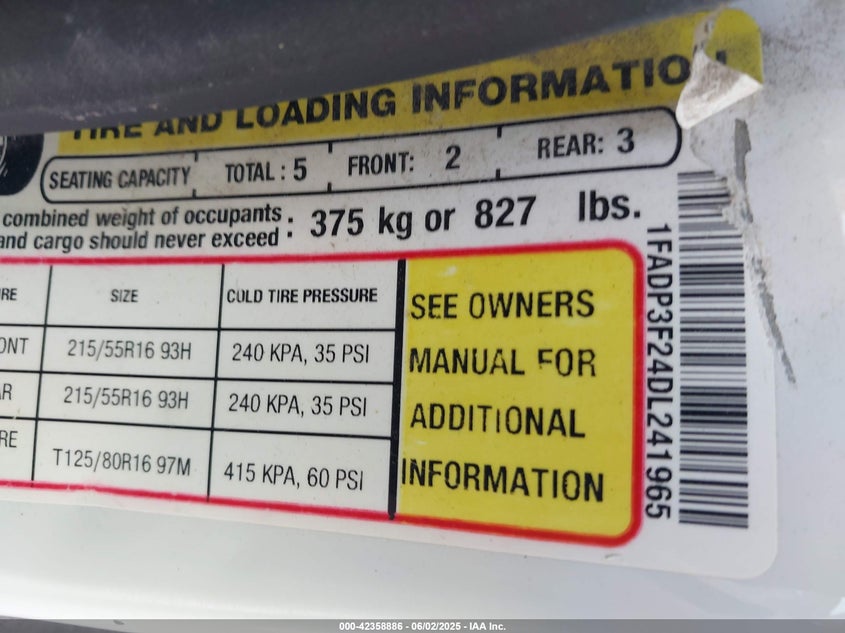 TIRE AND LOADING INFORMATION
SEATING CAPACITY TOTAL : 5 FRONT: 2 REAR: 3
combined weight of occupants
and cargo should never exceed : 375 kg or 827 lbs.
SIZE COLD TIRE PRESSURE
215/55R16 93H 240 KPA, 35 PSI
215/55R16 93H 240 KPA, 35 PSI
T125/80R16 97M 415 KPA, 60 PSI
SEE OWNERS
MANUAL FOR
ADDITIONAL
INFORMATION
1FADP3F24DL241965
000-42358886 - 06/02/2025 - IAA Inc.